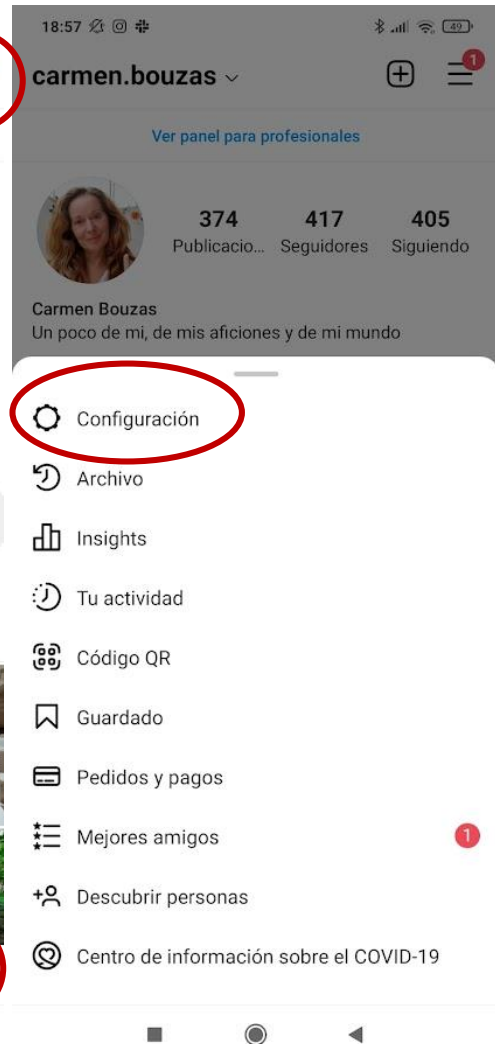 18:57
49
carmen.bouzas
1
Ver panel para profesionales
374 417 405
Publicacio... Seguidores Siguiendo
Carmen Bouzas
Un poco de mi, de mis aficiones y de mi mundo
Configuración
Archivo
Insights
Tu actividad
Código QR
Guardado
Pedidos y pagos
Mejores amigos 1
Descubrir personas
Centro de información sobre el COVID-19